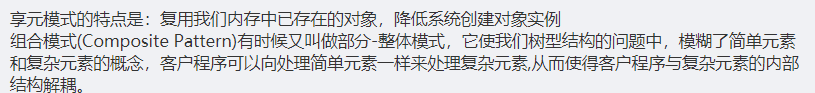 享元模式的特点是：复用我们内存中已存在的对象，降低系统创建对象实例
组合模式(Composite Pattern)有时候又叫做部分-整体模式，它使我们树型结构的问题中，模糊了简单元素
和复杂元素的概念，客户程序可以向处理简单元素一样来处理复杂元素,从而使得客户程序与复杂元素的内部
结构解耦。